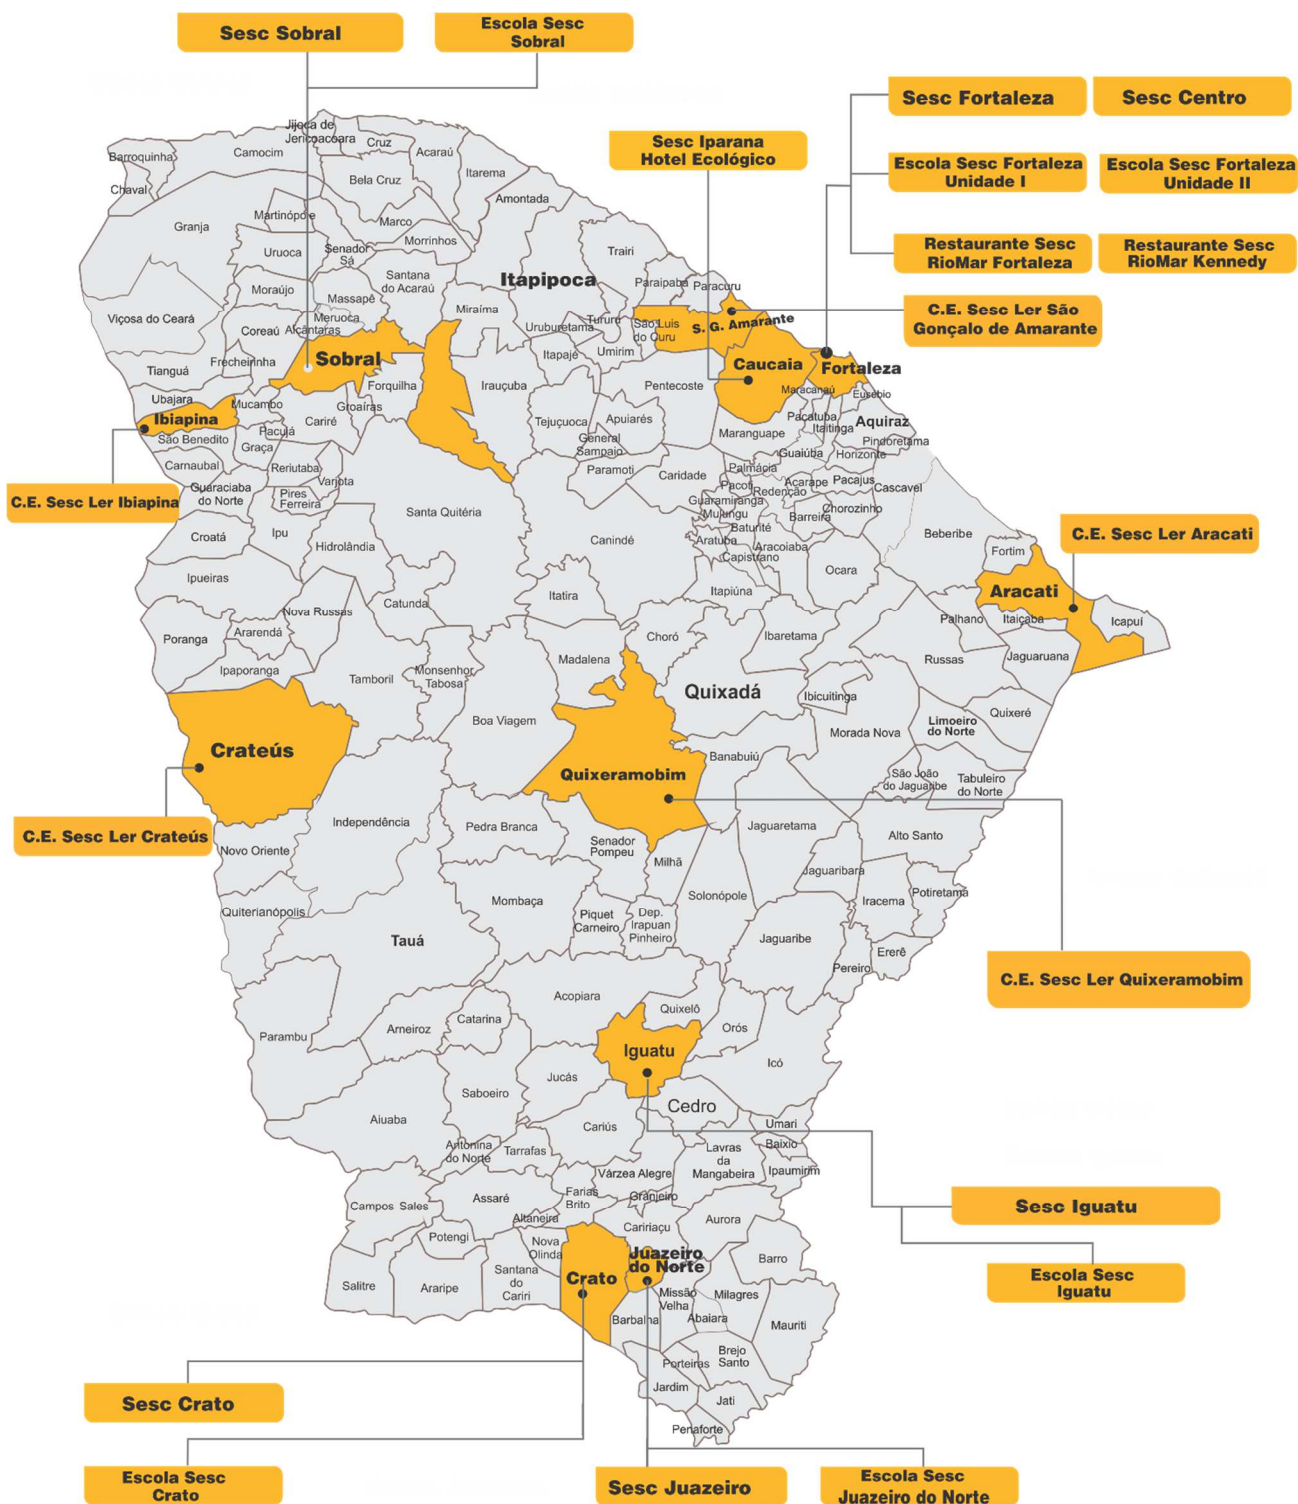 Sesc Sobral
Escola Sesc
Sobral
Sesc Fortaleza
Sesc Centro
Sesc Iparana
Hotel Ecológico
Escola Sesc Fortaleza
Unidade I
Escola Sesc Fortaleza
Unidade II
Restaurante Sesc
RioMar Fortaleza
Restaurante Sesc
RioMar Kennedy
C.E. Sesc Ler São
Gonçalo de Amarante
Jijoca de
Jericoacoara
Cruz
Acaraú
Barroquinha
Camocim
Itarema
Chaval
Bela Cruz
Amontada
Granja
Martinópole
Marco
Morrinhos
Uruoca
Senador
Sá
Trairi
Santana
do Acaraú
Itapipoca
Paraipaba
Paracuru
Moraújo
Massapê
Viçosa do Ceará
Meruoca
Miraíma
Coreaú
Alcântaras
Uruburetama
Tururu
São Luis
do Curu
S. G. Amarante
Frecheirinha
Sobral
Itapajé
Umirim
Caucaia
Fortaleza
Tianguá
Forquilha
Irauçuba
Pentecoste
Maracanaú
Eusébio
Ubajara
Mucambo
Groaíras
Ibiapina
Cariré
Tejuçuoca
Apuiarés
Pacatuba
Itaitinga
Aquiraz
São Benedito
Pacujá
Graça
General
Sampaio
Maranguape
Pindoretama
Guaiúba
Horizonte
Carnaubal
Reriutaba
Varjota
Paramoti
Caridade
Palmácia
C.E. Sesc Ler Ibiapina
Guaraciaba
do Norte
Pires
Ferreira
Pacoti
Redenção
Acarape
Pacajus
Cascavel
Guaramiranga
Mulungu
Chorozinho
Santa Quitéria
Barreira
Croatá
Ipu
Hidrolândia
Canindé
Baturité
Aratuba
Aracoiaba
Capistrano
Beberibe
C.E. Sesc Ler Aracati
Fortim
Ipueiras
Ocara
Itatira
Itapiúna
Aracati
Nova Russas
Catunda
Poranga
Ararendá
Choró
Ibaretama
Palhano
Itaiçaba
Icapuí
Ipaporanga
Madalena
Russas
Jaguaruana
Tamboril
Monsenhor
Tabosa
Quixadá
Ibicuitinga
Boa Viagem
Quixeré
Crateús
Morada Nova
Limoeiro
do Norte
Quixeramobim
Banabuiú
São João
do Jaguaribe
Tabuleiro
do Norte
C.E. Sesc Ler Crateús
Independência
Pedra Branca
Jaguaretama
Alto Santo
Novo Oriente
Senador
Pompeu
Milhã
Jaguaribara
Quiterianópolis
Mombaça
Solonópole
Iracema
Potiretama
Piquet
Carneiro
Dep.
Irapuan
Pinheiro
Tauá
Jaguaribe
Ererê
Pereiro
C.E. Sesc Ler Quixeramobim
Acopiara
Quixelô
Catarina
Orós
Parambu
Arneiroz
Iguatu
Icó
Jucás
Saboeiro
Cedro
Aiuaba
Umari
Cariús
Antonina
do Norte
Tarrafas
Lavras
da
Mangabeira
Baixio
Várzea Alegre
Ipaumirim
Assaré
Farias
Brito
Granjeiro
Campos Sales
Sesc Iguatu
Altaneira
Caririaçu
Aurora
Potengi
Nova
Olinda
Juazeiro
do Norte
Barro
Salitre
Araripe
Santana
do
Cariri
Crato
Escola Sesc
Iguatu
Missão
Velha
Milagres
Barbalha
Abaiara
Mauriti
Brejo
Santo
Porteiras
Jardim
Sesc Crato
Jati
Penaforte
Escola Sesc
Crato
Sesc Juazeiro
Escola Sesc
Juazeiro do Norte